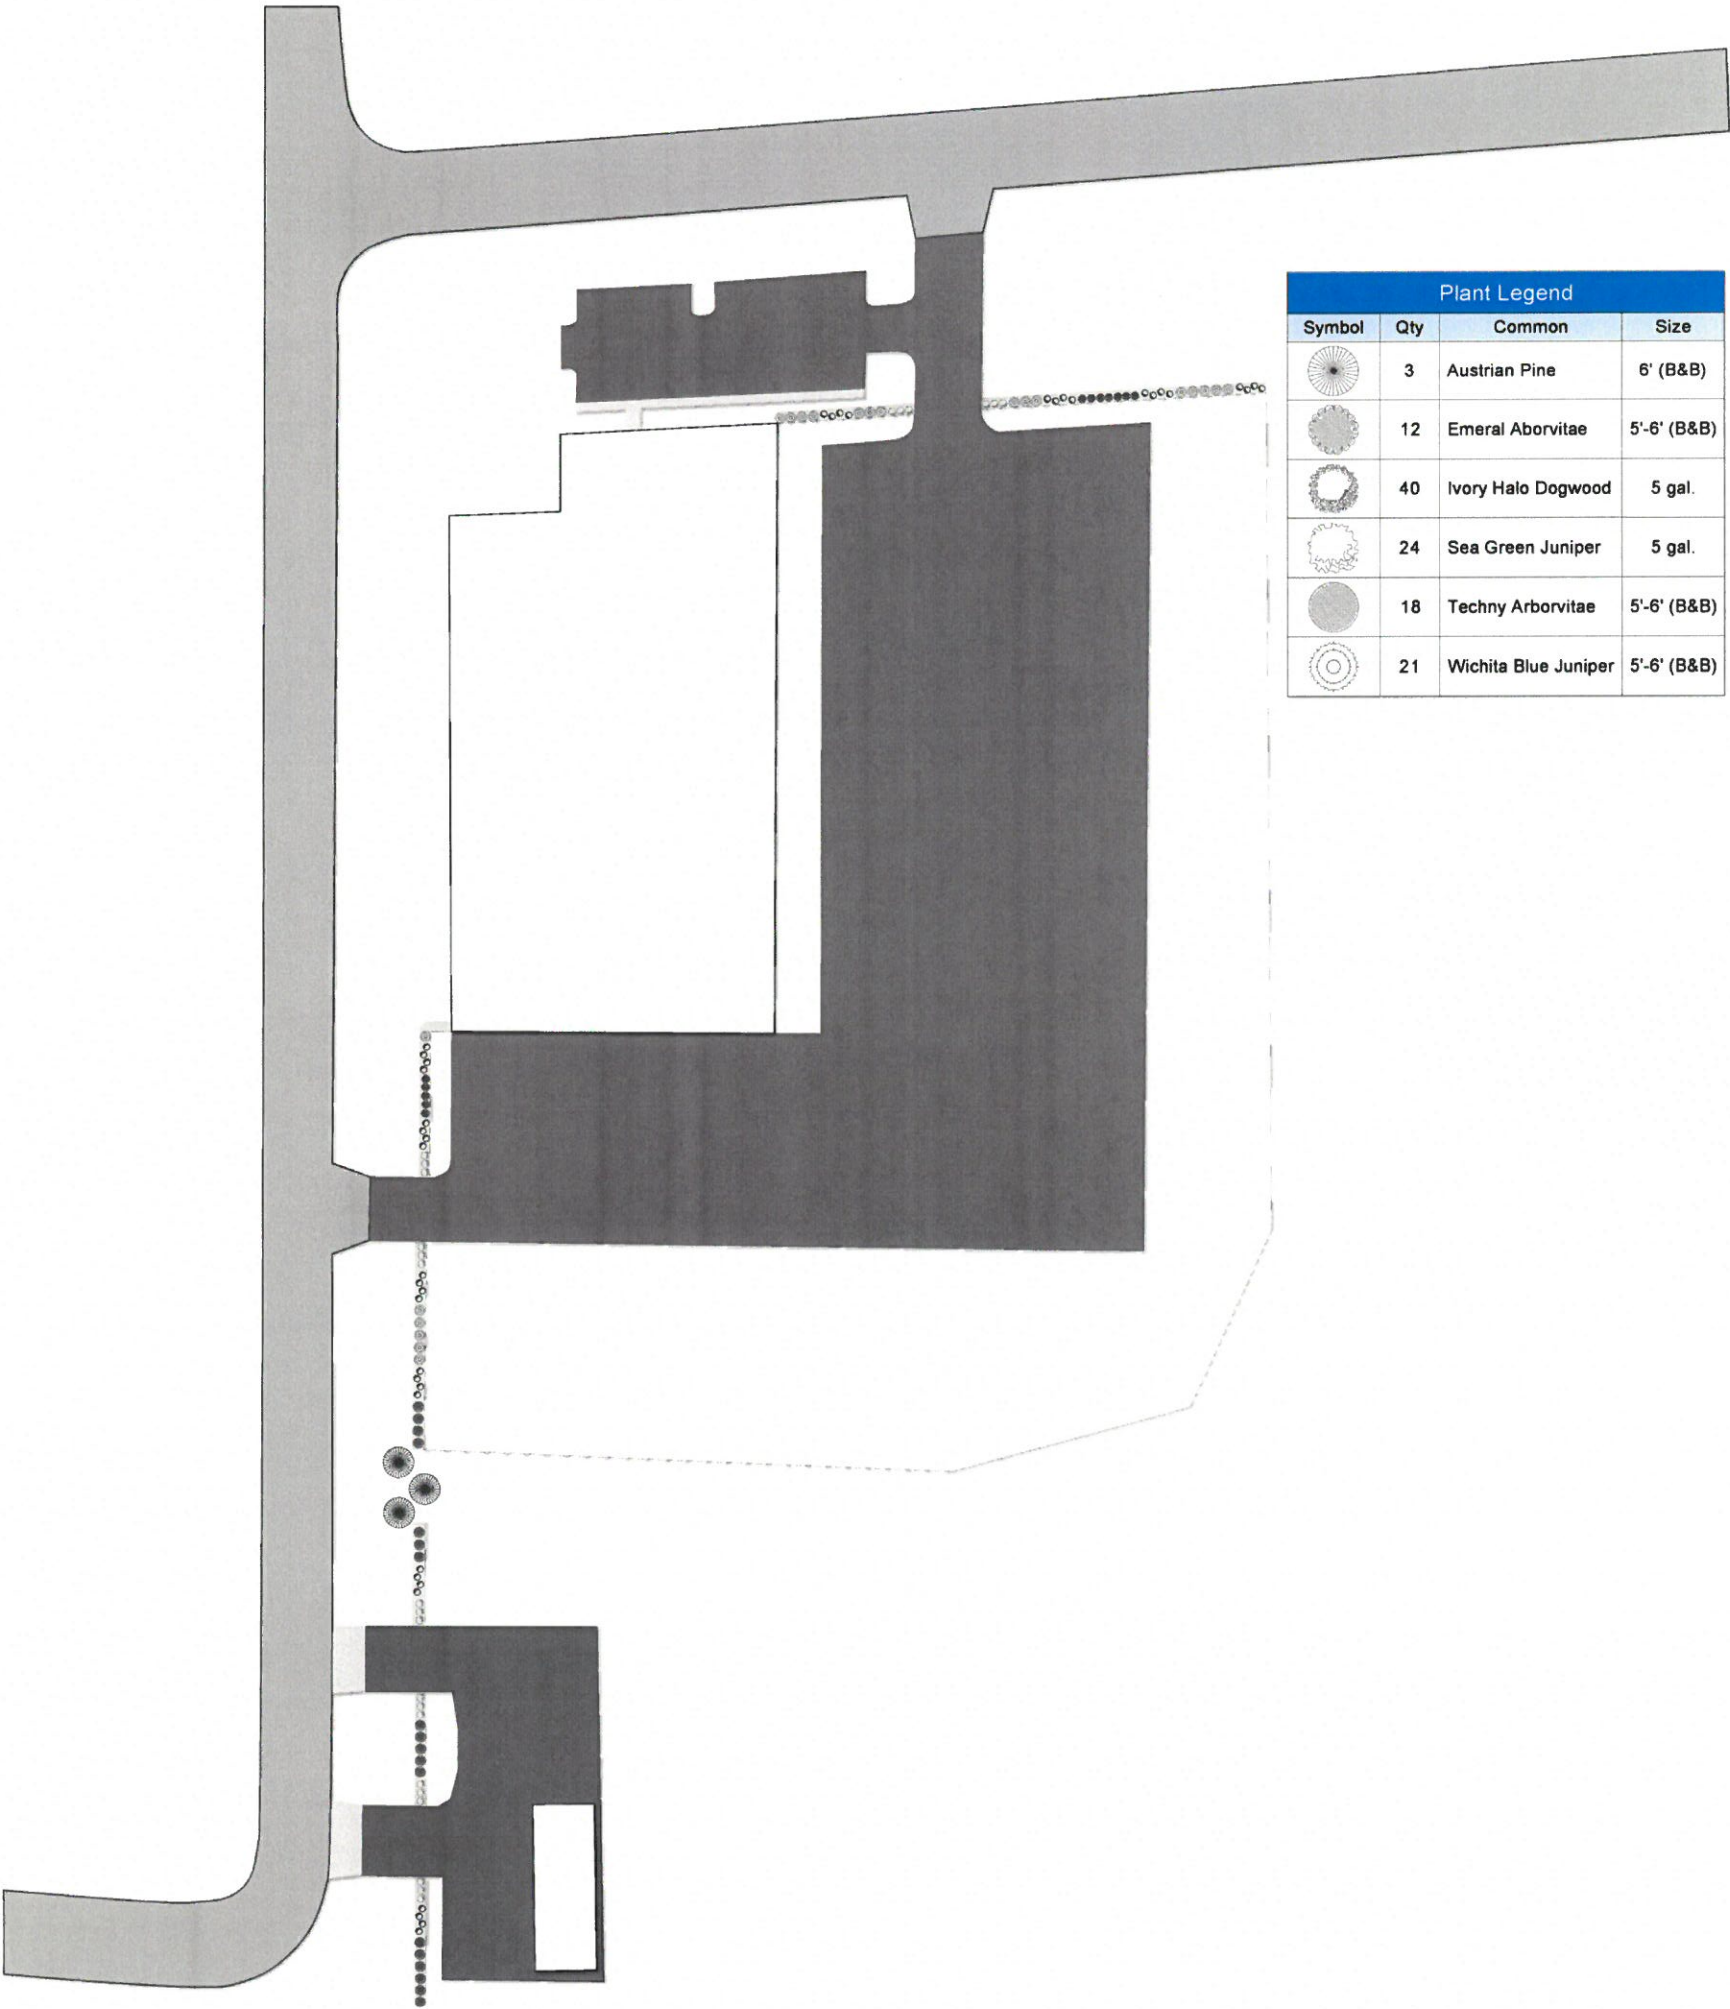 Plant Legend
Symbol Qty Common Size
3 Austrian Pine 6' (B&B)
12 Emeral Aborvitae 5'-6' (B&B)
40 Ivory Halo Dogwood 5 gal.
24 Sea Green Juniper 5 gal.
18 Techny Arborvitae 5'-6' (B&B)
21 Wichita Blue Juniper 5'-6' (B&B)